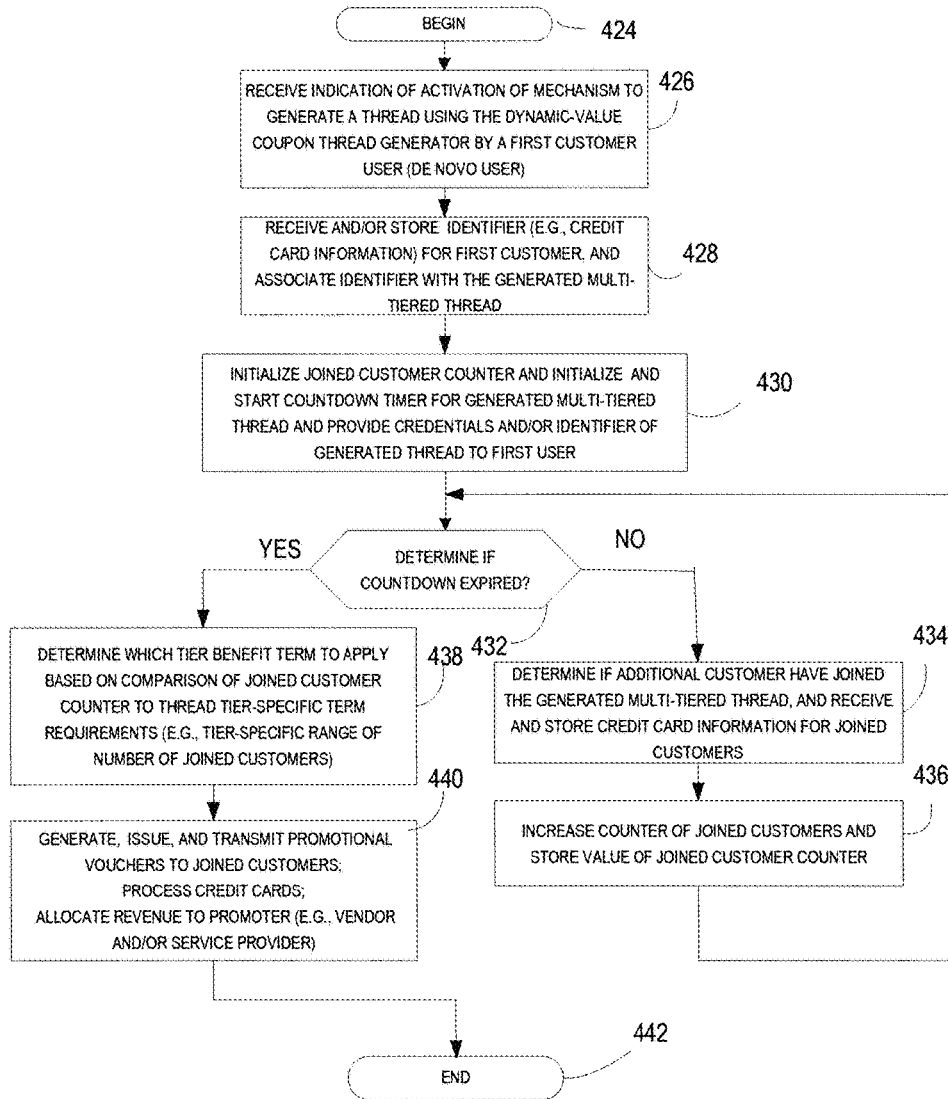 BEGIN
424
RECEIVE INDICATION OF ACTIVATION OF MECHANISM TO
GENERATE A THREAD USING THE DYNAMIC-VALUE
COUPON THREAD GENERATOR BY A FIRST CUSTOMER
USER (DE NOVO USER)
426
RECEIVE AND/OR STORE IDENTIFIER (E.G., CREDIT
CARD INFORMATION) FOR FIRST CUSTOMER, AND
ASSOCIATE IDENTIFIER WITH THE GENERATED MULTI-
TIERED THREAD
428
INITIALIZE JOINED CUSTOMER COUNTER AND INITIALIZE AND
START COUNTDOWN TIMER FOR GENERATED MULTI-TIERED
THREAD AND PROVIDE CREDENTIALS AND/OR IDENTIFIER OF
GENERATED THREAD TO FIRST USER
430
YES
DETERMINE IF
COUNTDOWN EXPIRED?
NO
432
DETERMINE WHICH TIER BENEFIT TERM TO APPLY
BASED ON COMPARISON OF JOINED CUSTOMER
COUNTER TO THREAD TIER-SPECIFIC TERM
REQUIREMENTS (E.G., TIER-SPECIFIC RANGE OF
NUMBER OF JOINED CUSTOMERS)
438
DETERMINE IF ADDITIONAL CUSTOMER HAVE JOINED
THE GENERATED MULTI-TIERED THREAD, AND RECEIVE
AND STORE CREDIT CARD INFORMATION FOR JOINED
CUSTOMERS
434
GENERATE, ISSUE, AND TRANSMIT PROMOTIONAL
VOUCHERS TO JOINED CUSTOMERS;
PROCESS CREDIT CARDS;
ALLOCATE REVENUE TO PROMOTER (E.G., VENDOR
AND/OR SERVICE PROVIDER)
440
INCREASE COUNTER OF JOINED CUSTOMERS AND
STORE VALUE OF JOINED CUSTOMER COUNTER
436
END
442